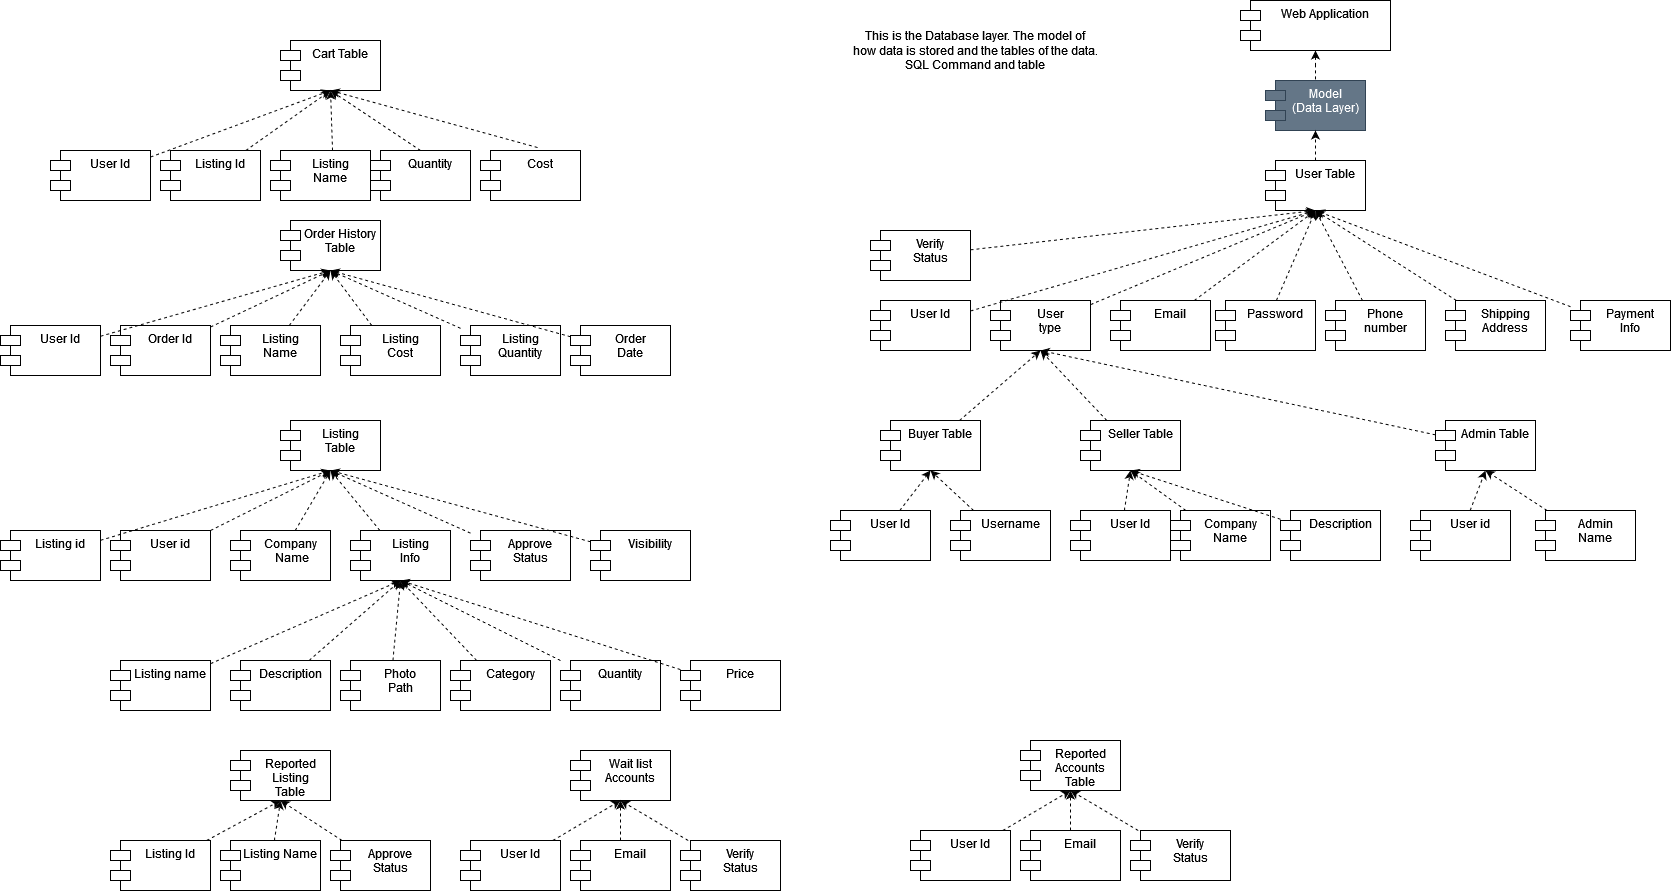 Web Application
This is the Database layer. The model of
how data is stored and the tables of the data.
SQL Command and table
Model
(Data Layer)
User Table
Verify
Status
User Id
User
type
Email
Password
Phone
number
Shipping
Address
Payment
Info
Buyer Table
Seller Table
Admin Table
User Id
Username
User Id
Company
Name
Description
User id
Admin
Name
Cart Table
User Id
Listing Id
Listing
Name
Quantity
Cost
Order History
Table
User Id
Order Id
Listing
Name
Listing
Cost
Listing
Quantity
Order
Date
Listing
Table
Listing id
User id
Company
Name
Listing
Info
Approve
Status
Visibility
Listing name
Description
Photo
Path
Category
Quantity
Price
Reported
Listing
Table
Listing Id
Listing Name
Approve
Status
Wait list
Accounts
User Id
Email
Verify
Status
Reported
Accounts
Table
User Id
Email
Verify
Status